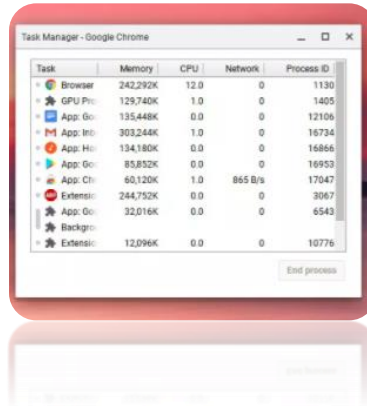 Task Manager - Google Chrome
Task Memory CPU Network Process ID
Browser 242,292K 12.0 0 1130
GPU Pro 129,740K 1.0 0 1405
App: Go 135,448K 0.0 0 12106
App: Inb 303,244K 1.0 0 16734
App: Ha 134,180K 0.0 0 16866
App: Goo 85,852K 0.0 0 16953
App: Ch 60,120K 1.0 865 B/s 17047
Extensio 244,752K 0.0 0 3067
App: Go 32,016K 0.0 0 6543
Backgro
Extensio 12,096K 0.0 0 10776
End process